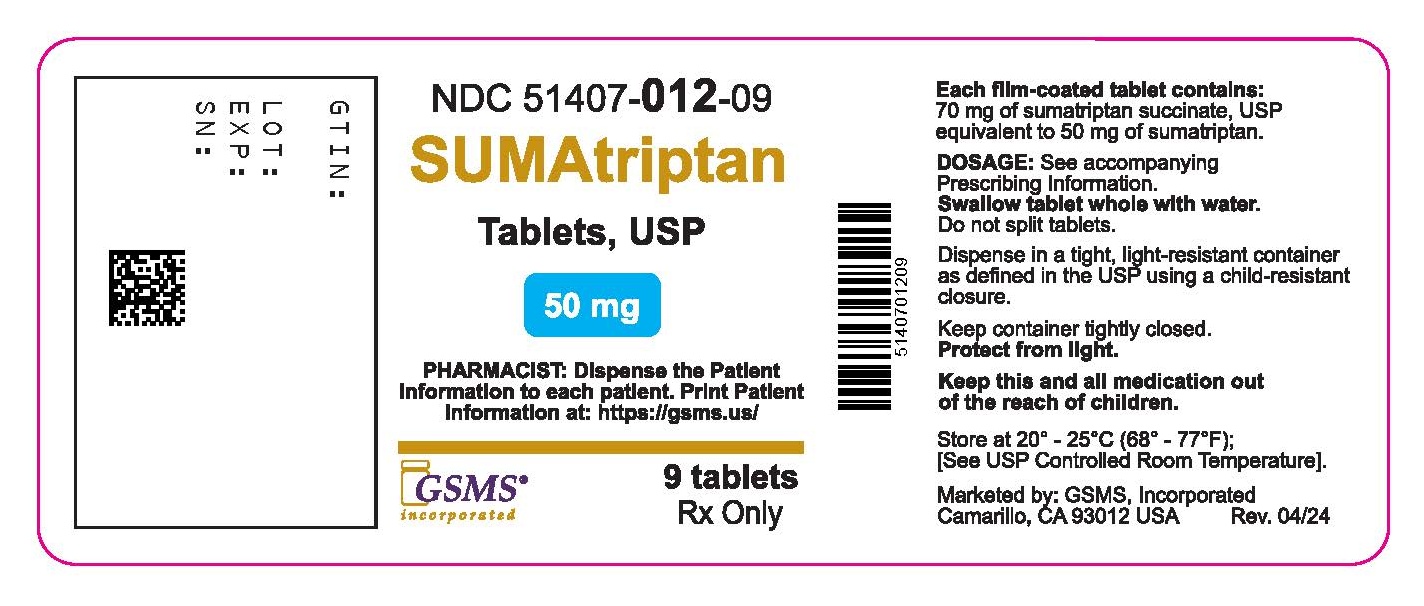 GTIN:
LOT:
EXP:
SN:
NDC 51407-012-09
SUMAtriptan
Tablets, USP
50 mg
PHARMACIST: Dispense the Patient
Information to each patient. Print Patient
Information at: https://gsms.us/
GSMS®
incorporated
9 tablets
Rx Only
5140701209
Each film-coated tablet contains:
70 mg of sumatriptan succinate, USP
equivalent to 50 mg of sumatriptan.
DOSAGE: See accompanying
Prescribing Information.
Swallow tablet whole with water.
Do not split tablets.
Dispense in a tight, light-resistant container
as defined in the USP using a child-resistant
closure.
Keep container tightly closed.
Protect from light.
Keep this and all medication out
of the reach of children.
Store at 20° - 25°C (68° - 77°F);
[See USP Controlled Room Temperature].
Marketed by: GSMS, Incorporated
Camarillo, CA 93012 USA Rev. 04/24